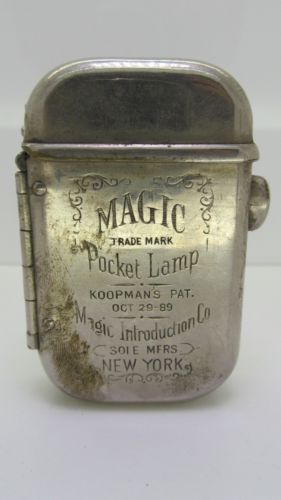 MAGIC
TRADE MARK
Pocket Lamp
KOOPMAN'S PAT.
OCT 29-89
Magic Introduction Co
SOLE MFRS
NEW YORK